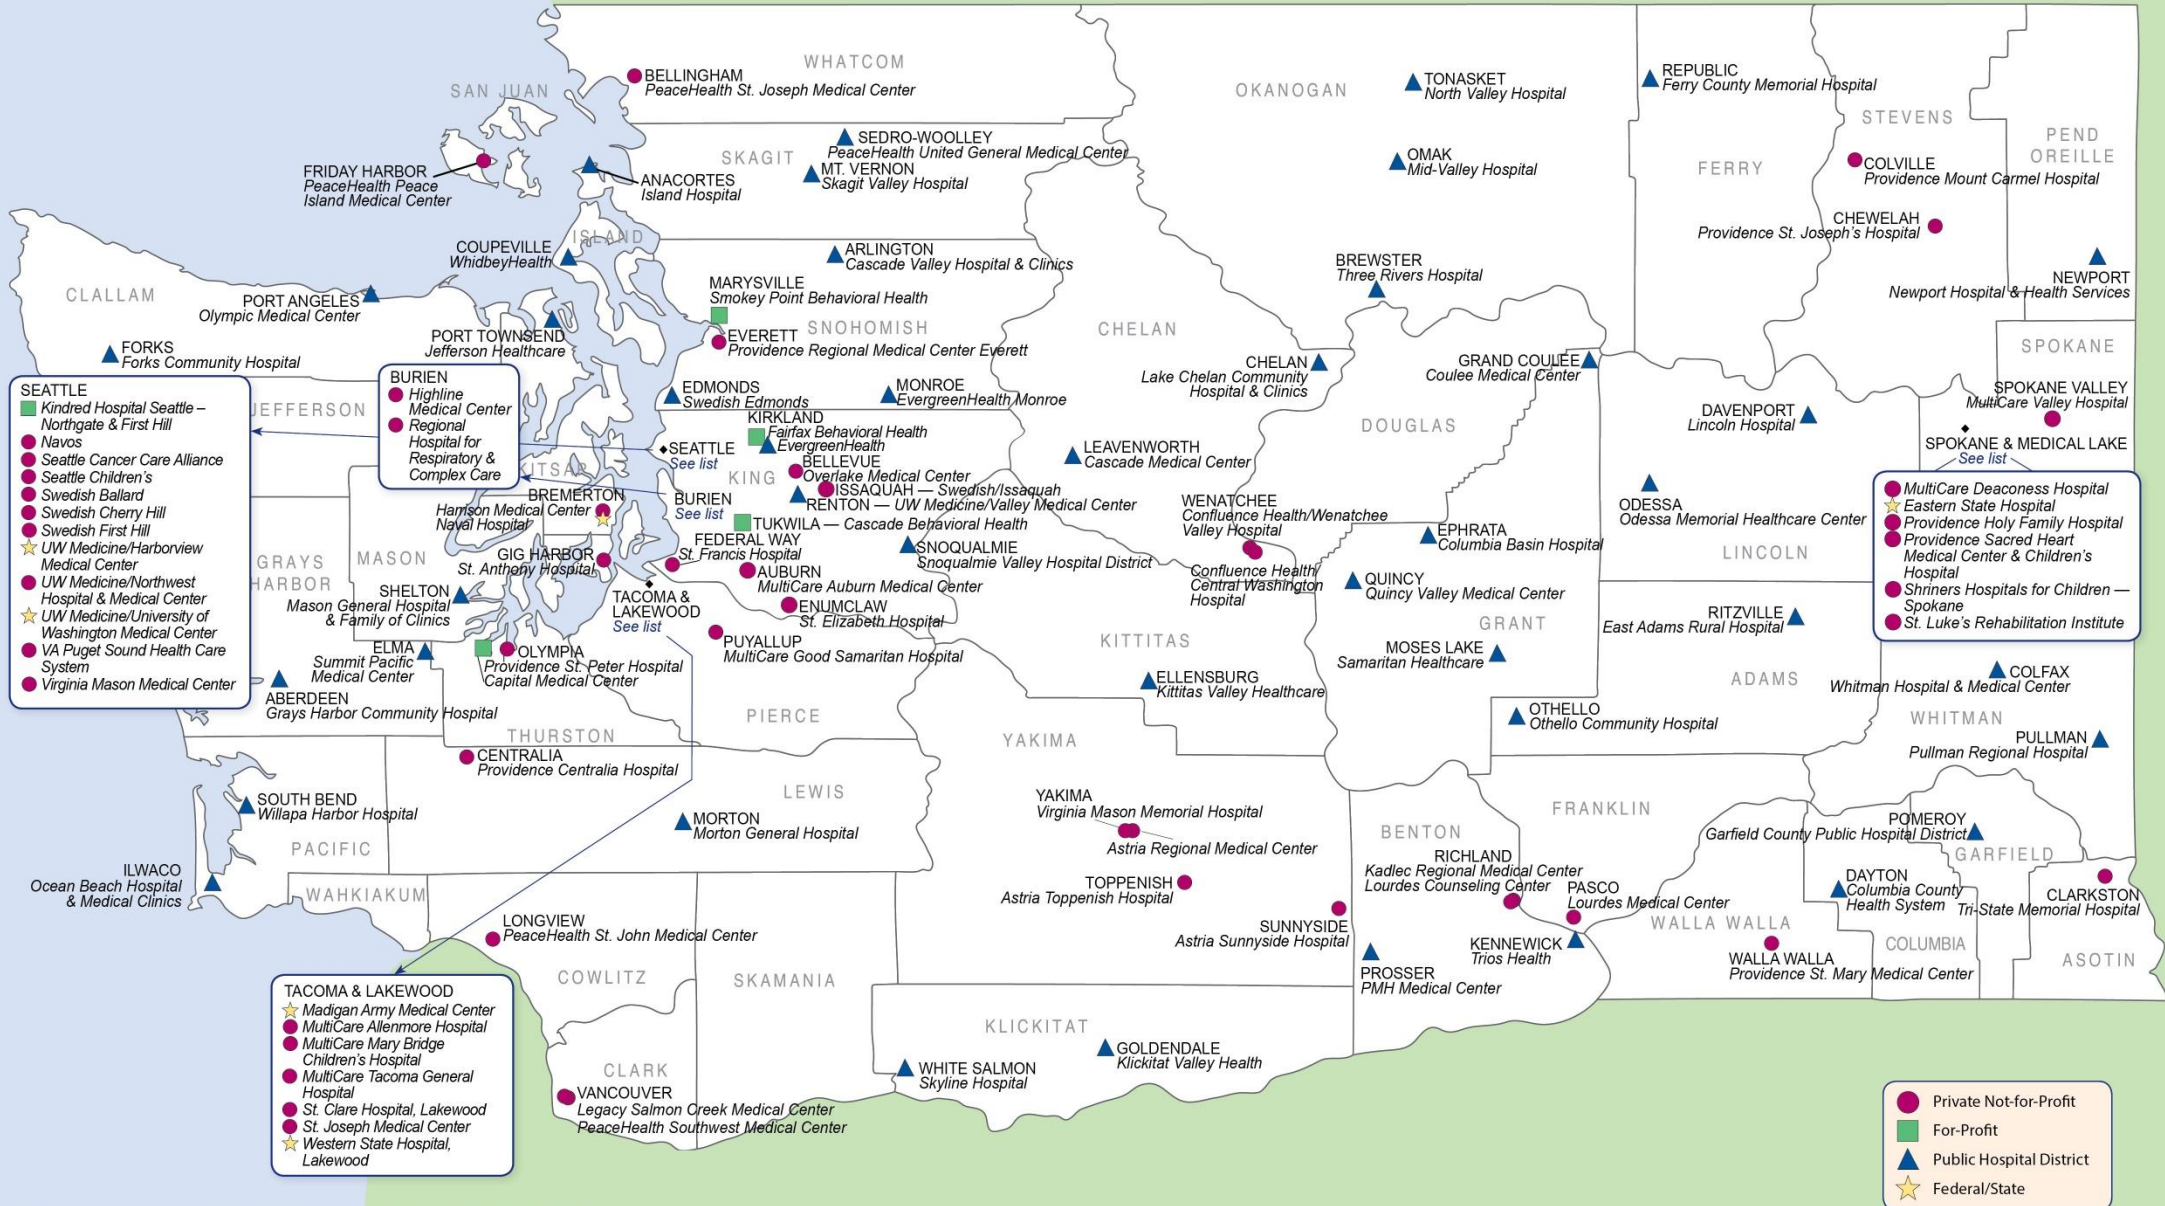 WHATCOM
SAN JUAN
BELLINGHAM
PeaceHealth St. Joseph Medical Center
OKANOGAN
TONASKET
North Valley Hospital
REPUBLIC
Ferry County Memorial Hospital
STEVENS
PEND
OREILLE
SKAGIT
SEDRO-WOOLLEY
PeaceHealth United General Medical Center
MT. VERNON
Skagit Valley Hospital
OMAK
Mid-Valley Hospital
FERRY
COLVILLE
Providence Mount Carmel Hospital
FRIDAY HARBOR
PeaceHealth Peace
Island Medical Center
ANACORTES
Island Hospital
CHEWELAH
Providence St. Joseph's Hospital
ISLAND
COUPEVILLE
WhidbeyHealth
ARLINGTON
Cascade Valley Hospital & Clinics
BREWSTER
Three Rivers Hospital
NEWPORT
Newport Hospital & Health Services
CLALLAM
PORT ANGELES
Olympic Medical Center
MARYSVILLE
Smokey Point Behavioral Health
SNOHOMISH
CHELAN
PORT TOWNSEND
Jefferson Healthcare
EVERETT
Providence Regional Medical Center Everett
FORKS
Forks Community Hospital
CHELAN
Lake Chelan Community
Hospital & Clinics
GRAND COULEE
Coulee Medical Center
SPOKANE
SPOKANE VALLEY
MultiCare Valley Hospital
SEATTLE
Kindred Hospital Seattle –
Northgate & First Hill
Navos
Seattle Cancer Care Alliance
Seattle Children's
Swedish Ballard
Swedish Cherry Hill
Swedish First Hill
UW Medicine/Harborview
Medical Center
UW Medicine/Northwest
Hospital & Medical Center
UW Medicine/University of
Washington Medical Center
VA Puget Sound Health Care
System
Virginia Mason Medical Center
JEFFERSON
BURIEN
Highline
Medical Center
Regional
Hospital for
Respiratory &
Complex Care
EDMONDS
Swedish Edmonds
MONROE
EvergreenHealth Monroe
KIRKLAND
Fairfax Behavioral Health
EvergreenHealth
SEATTLE
See list
KING
BELLEVUE
Overlake Medical Center
ISSAQUAH — Swedish/Issaquah
RENTON — UW Medicine/Valley Medical Center
BURIEN
See list
TUKWILA — Cascade Behavioral Health
LEAVENWORTH
Cascade Medical Center
DOUGLAS
DAVENPORT
Lincoln Hospital
SPOKANE & MEDICAL LAKE
See list
MultiCare Deaconess Hospital
Eastern State Hospital
Providence Holy Family Hospital
Providence Sacred Heart
Medical Center & Children's
Hospital
Shriners Hospitals for Children —
Spokane
St. Luke's Rehabilitation Institute
KITSAP
BREMERTON
Harrison Medical Center
Naval Hospital
WENATCHEE
Confluence Health/Wenatchee
Valley Hospital
Confluence Health/
Central Washington
Hospital
ODESSA
Odessa Memorial Healthcare Center
EPHRATA
Columbia Basin Hospital
LINCOLN
GRAYS
HARBOR
MASON
GIG HARBOR
St. Anthony Hospital
FEDERAL WAY
St. Francis Hospital
SNOQUALMIE
Snoqualmie Valley Hospital District
AUBURN
MultiCare Auburn Medical Center
QUINCY
Quincy Valley Medical Center
SHELTON
Mason General Hospital
& Family of Clinics
TACOMA &
LAKEWOOD
See list
ENUMCLAW
St. Elizabeth Hospital
KITTITAS
GRANT
RITZVILLE
East Adams Rural Hospital
PUYALLUP
MultiCare Good Samaritan Hospital
ELMA
Summit Pacific
Medical Center
OLYMPIA
Providence St. Peter Hospital
Capital Medical Center
MOSES LAKE
Samaritan Healthcare
ADAMS
COLFAX
Whitman Hospital & Medical Center
ELLENSBURG
Kittitas Valley Healthcare
ABERDEEN
Grays Harbor Community Hospital
PIERCE
OTHELLO
Othello Community Hospital
WHITMAN
PULLMAN
Pullman Regional Hospital
THURSTON
YAKIMA
CENTRALIA
Providence Centralia Hospital
LEWIS
SOUTH BEND
Willapa Harbor Hospital
MORTON
Morton General Hospital
YAKIMA
Virginia Mason Memorial Hospital
Astria Regional Medical Center
FRANKLIN
BENTON
POMEROY
Garfield County Public Hospital District
GARFIELD
PACIFIC
ILWACO
Ocean Beach Hospital
& Medical Clinics
WAHKIAKUM
RICHLAND
Kadlec Regional Medical Center
Lourdes Counseling Center
PASCO
Lourdes Medical Center
DAYTON
Columbia County
Health System
CLARKSTON
Tri-State Memorial Hospital
TOPPENISH
Astria Toppenish Hospital
SUNNYSIDE
Astria Sunnyside Hospital
WALLA WALLA
LONGVIEW
PeaceHealth St. John Medical Center
KENNEWICK
Trios Health
COLUMBIA
WALLA WALLA
Providence St. Mary Medical Center
ASOTIN
COWLITZ
SKAMANIA
PROSSER
PMH Medical Center
TACOMA & LAKEWOOD
Madigan Army Medical Center
MultiCare Allenmore Hospital
MultiCare Mary Bridge
Children's Hospital
MultiCare Tacoma General
Hospital
St. Clare Hospital, Lakewood
St. Joseph Medical Center
Western State Hospital,
Lakewood
KLICKITAT
GOLDENDALE
Klickitat Valley Health
WHITE SALMON
Skyline Hospital
CLARK
VANCOUVER
Legacy Salmon Creek Medical Center
PeaceHealth Southwest Medical Center
Private Not-for-Profit
For-Profit
Public Hospital District
Federal/State